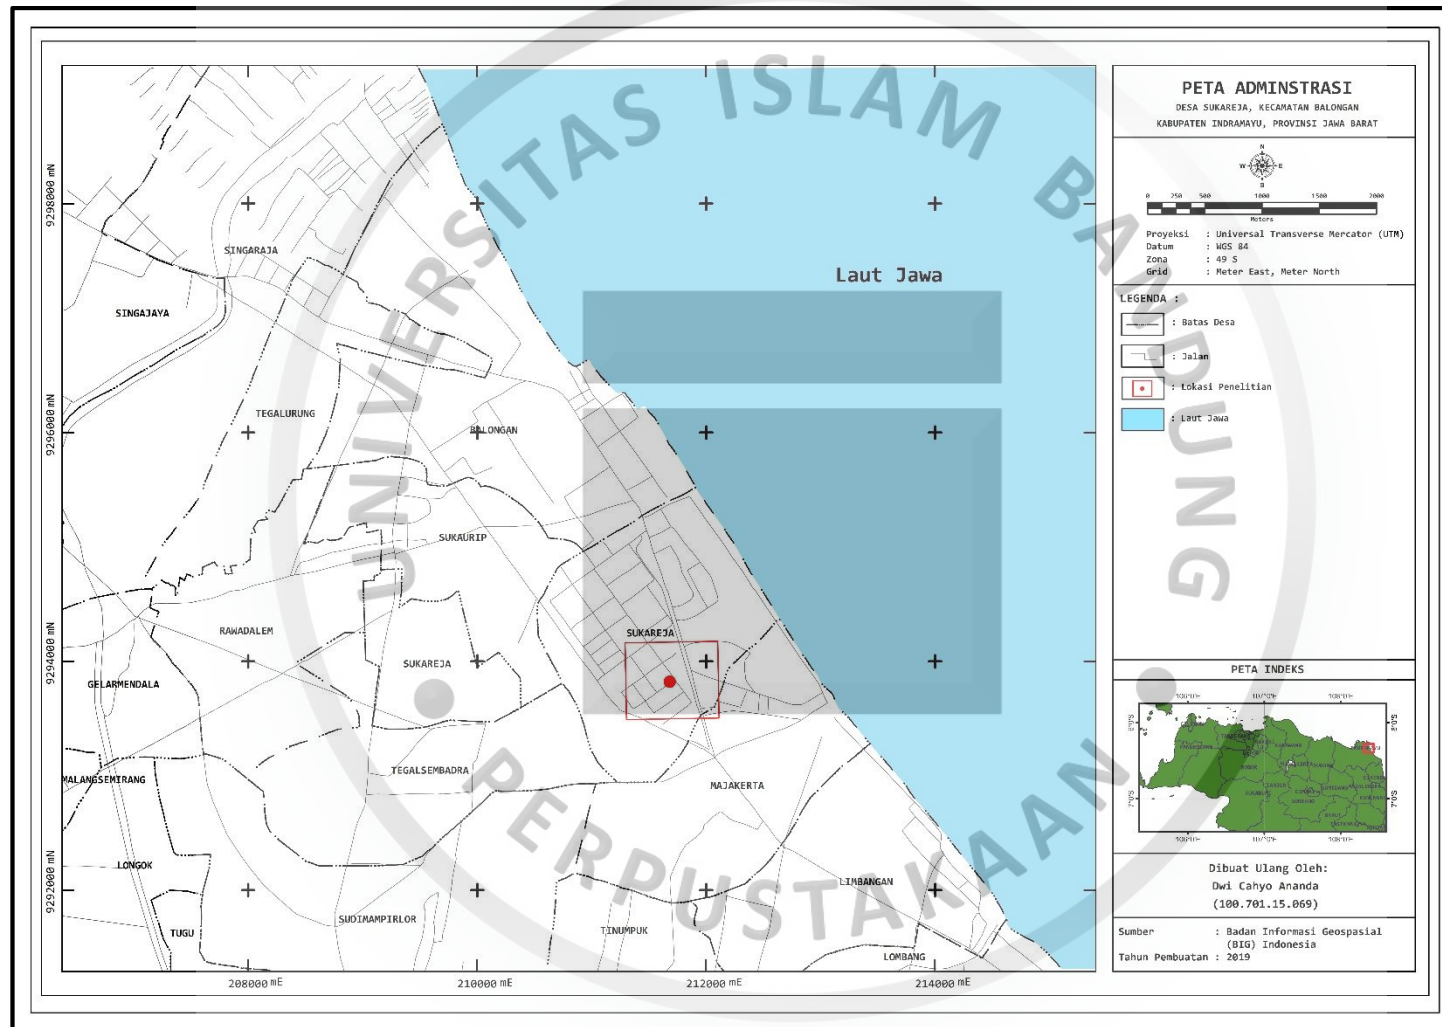 PETA ADMINSTRASI
DESA SUKAREJA, KECAMATAN BALONGAN
KABUPATEN INDRAMAYU, PROVINSI JAWA BARAT
N
W E
0 250 500 1000 1500 2000
Proyeksi : Universal Transverse Mercator (UTM)
Datum : WGS 84
Zona : 49 S
Grid : Meter East, Meter North
LEGENDA :
: Batas Desa
: Jalan
: Lokasi Penelitian
: Laut Jawa
PETA INDEKS
Dibuat Ulang Oleh:
Dwi Cahyo Ananda
(100.701.15.069)
Sumber : Badan Informasi Geospasial
(BIG) Indonesia
Tahun Pembuatan : 2019
Laut Jawa
SINGARAJA
SINGAJAYA
TEGALURUNG
BALONGAN
SUKAURIP
RAWADALEM
SUKAREJA
SUKAREJA
GELARMENDALA
TEGALSEMBADRA
MALANGSEMIRANG
MAJAKERTA
LONGOK
LIMBANGAN
SUDIMAMPIRLOR
TINUMPUK
TUGU
LOMBANG
9298000 mN
9296000 mN
9294000 mN
9292000 mN
208000 mE
210000 mE
212000 mE
214000 mE
UNIVERSITAS ISLAM BANDUNG
PERPUSTAKAAN